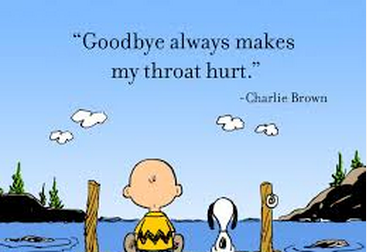 “Goodbye always makes
my throat hurt.”
-Charlie Brown